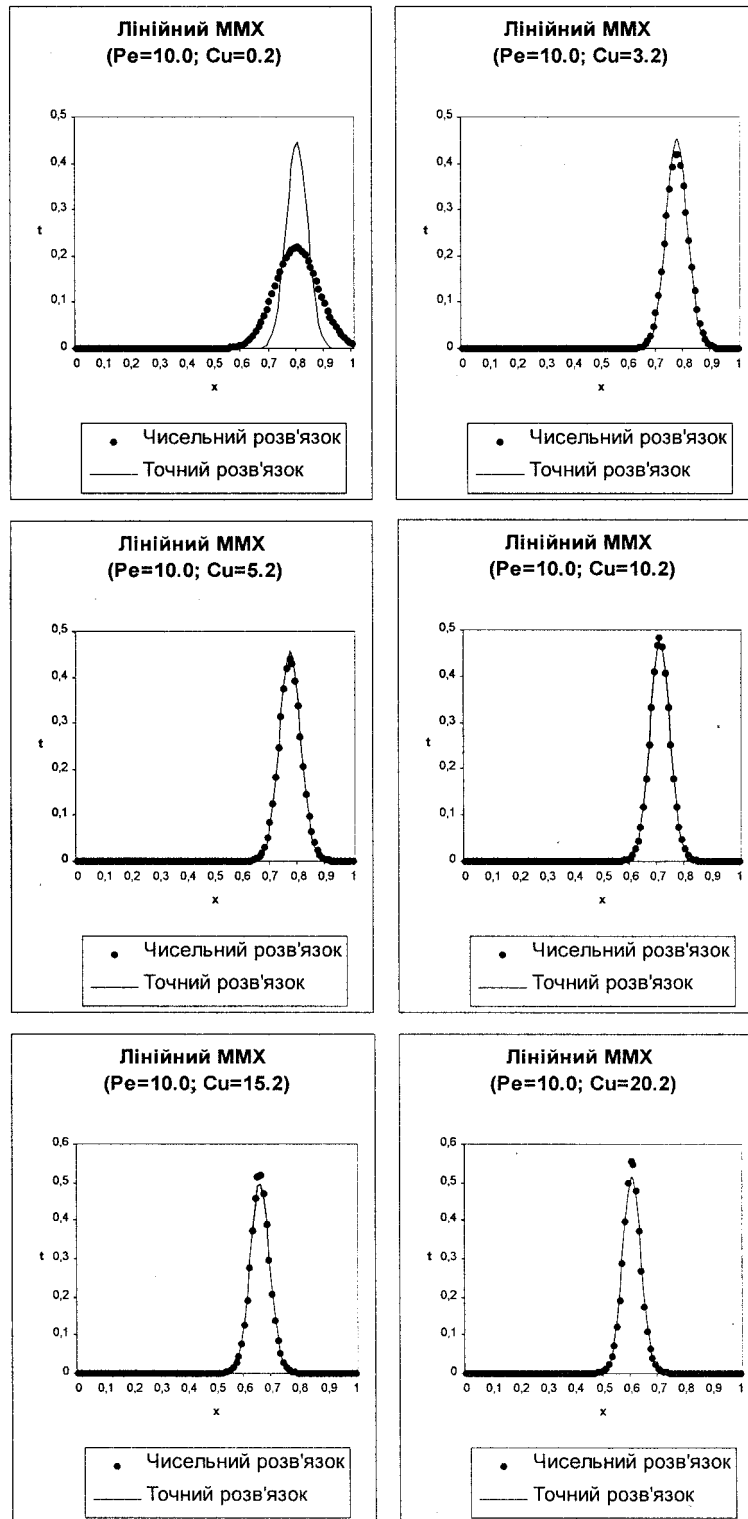 Лінійний ММХ
(Pe=10.0; Cu=0.2)
0,5
0,4
0,3
t
0,2
0,1
0
0 0,1 0,2 0,3 0,4 0,5 0,6 0,7 0,8 0,9 1
x
Чисельний розв'язок
Точний розв'язок
Лінійний ММХ
(Pe=10.0; Cu=3.2)
0,5
0,4
0,3
t
0,2
0,1
0
0 0,1 0,2 0,3 0,4 0,5 0,6 0,7 0,8 0,9 1
x
Чисельний розв'язок
Точний розв'язок
Лінійний ММХ
(Pe=10.0; Cu=5.2)
0,5
0,4
0,3
t
0,2
0,1
0
0 0,1 0,2 0,3 0,4 0,5 0,6 0,7 0,8 0,9 1
x
Чисельний розв'язок
Точний розв'язок
Лінійний ММХ
(Pe=10.0; Cu=10.2)
0,5
0,4
0,3
t
0,2
0,1
0
0 0,1 0,2 0,3 0,4 0,5 0,6 0,7 0,8 0,9 1
x
Чисельний розв'язок
Точний розв'язок
Лінійний ММХ
(Pe=10.0; Cu=15.2)
0,6
0,5
0,4
0,3
t
0,2
0,1
0
0 0,1 0,2 0,3 0,4 0,5 0,6 0,7 0,8 0,9 1
x
Чисельний розв'язок
Точний розв'язок
Лінійний ММХ
(Pe=10.0; Cu=20.2)
0,6
0,5
0,4
0,3
t
0,2
0,1
0
0 0,1 0,2 0,3 0,4 0,5 0,6 0,7 0,8 0,9 1
x
Чисельний розв'язок
Точний розв'язок